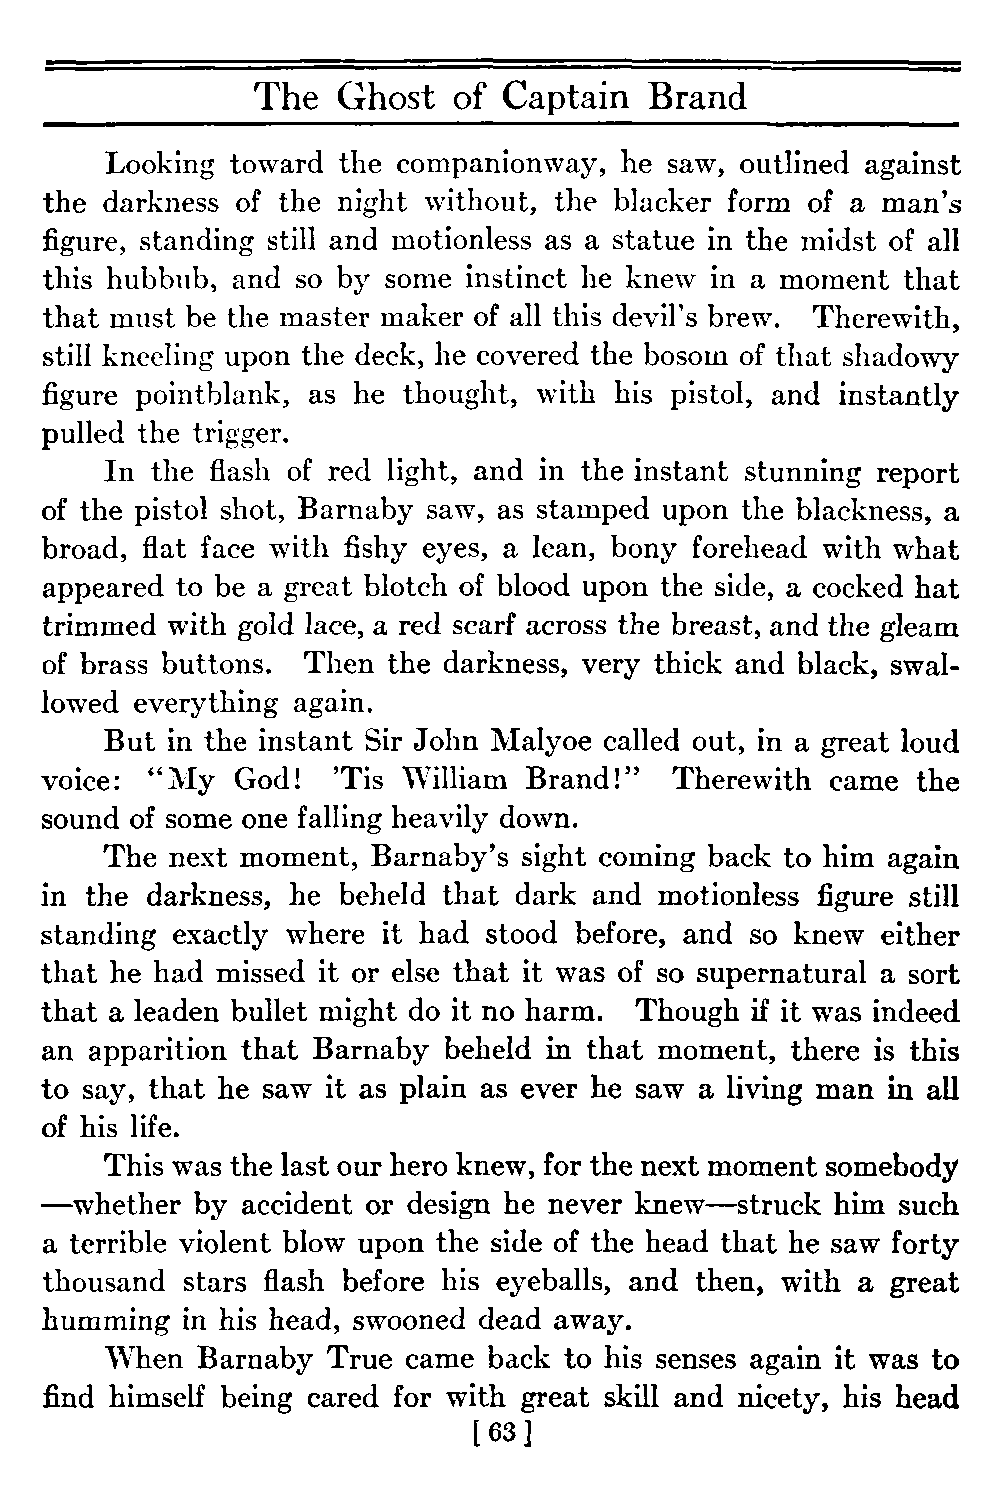 The Ghost of Captain Brand
Looking toward the companionway, he saw, outlined against
the darkness of the night without, the blacker form of a man's
figure, standing still and motionless as a statue in the midst of all
this hubbub, and so by some instinct he knew in a moment that
that must be the master maker of all this devil's brew. Therewith,
still kneeling upon the deck, he covered the bosom of that shadowy
figure pointblank, as he thought, with his pistol, and instantly
pulled the trigger.
In the flash of red light, and in the instant stunning report
of the pistol shot, Barnaby saw, as stamped upon the blackness, a
broad, flat face with fishy eyes, a lean, bony forehead with what
appeared to be a great blotch of blood upon the side, a cocked hat
trimmed with gold lace, a red scarf across the breast, and the gleam
of brass buttons. Then the darkness, very thick and black, swal-
lowed everything again.
But in the instant Sir John Malyoe called out, in a great loud
voice: "My God! 'Tis William Brand!" Therewith came the
sound of some one falling heavily down.
The next moment, Barnaby's sight coming back to him again
in the darkness, he beheld that dark and motionless figure still
standing exactly where it had stood before, and so knew either
that he had missed it or else that it was of so supernatural a sort
that a leaden bullet might do it no harm. Though if it was indeed
an apparition that Barnaby beheld in that moment, there is this
to say, that he saw it as plain as ever he saw a living man in all
of his life.
This was the last our hero knew, for the next moment somebody
—whether by accident or design he never knew—struck him such
a terrible violent blow upon the side of the head that he saw forty
thousand stars flash before his eyeballs, and then, with a great
humming in his head, swooned dead away.
When Barnaby True came back to his senses again it was to
find himself being cared for with great skill and nicety, his head
[ 63 ]